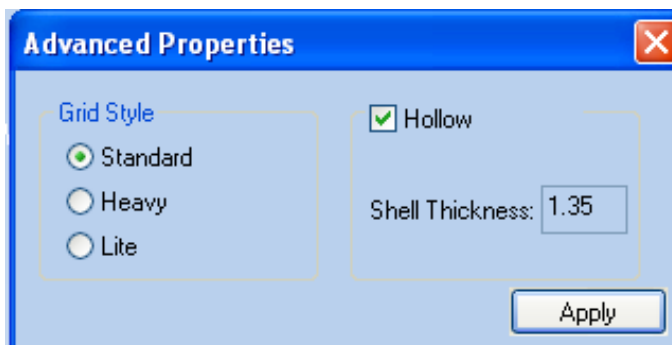 Advanced Properties
Grid Style
Standard
Heavy
Lite
Hollow
Shell Thickness: 1.35
Apply